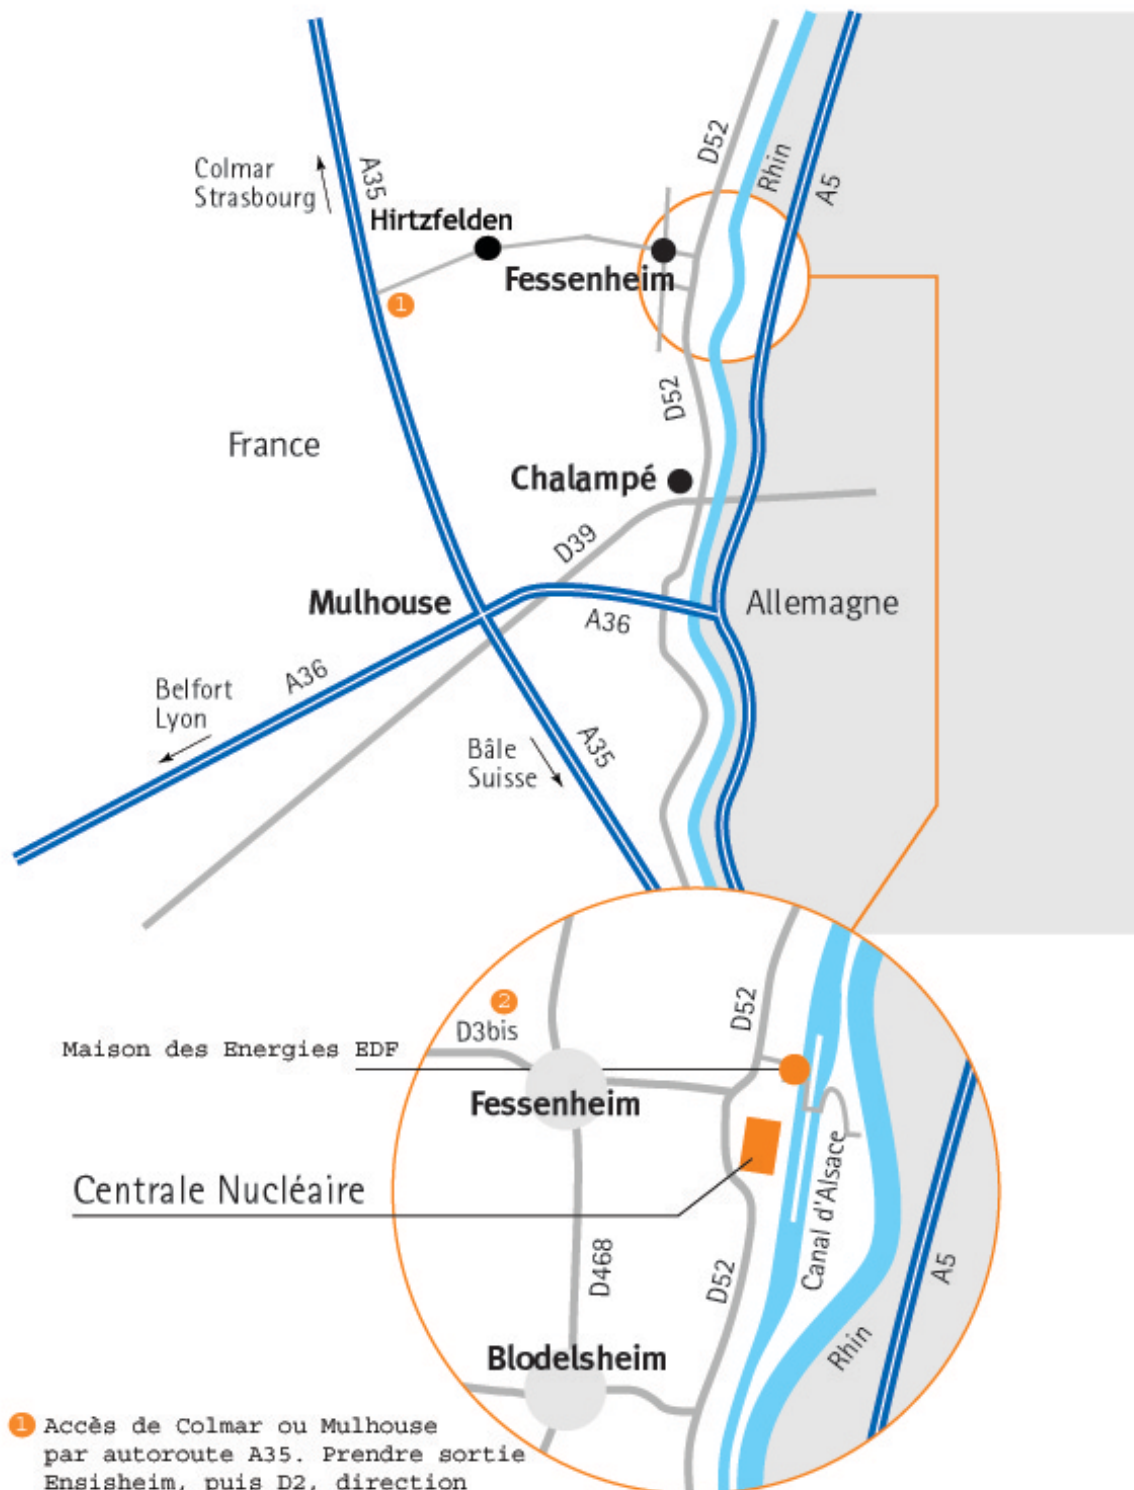 D52
Rhin
A5
Colmar
Strasbourg
A35
Hirtzfelden
Fessenheim
1
D52
France
Chalampé
D39
Mulhouse
A36
Allemagne
A36
Belfort
Lyon
Bâle
Suisse
A35
2
D3bis
D52
Maison des Energies EDF
Fessenheim
Centrale Nucléaire
Canal d'Alsace
D468
D52
A5
Rhin
Blodelsheim
1 Accès de Colmar ou Mulhouse
par autoroute A35. Prendre sortie
Ensisheim, puis D2, direction